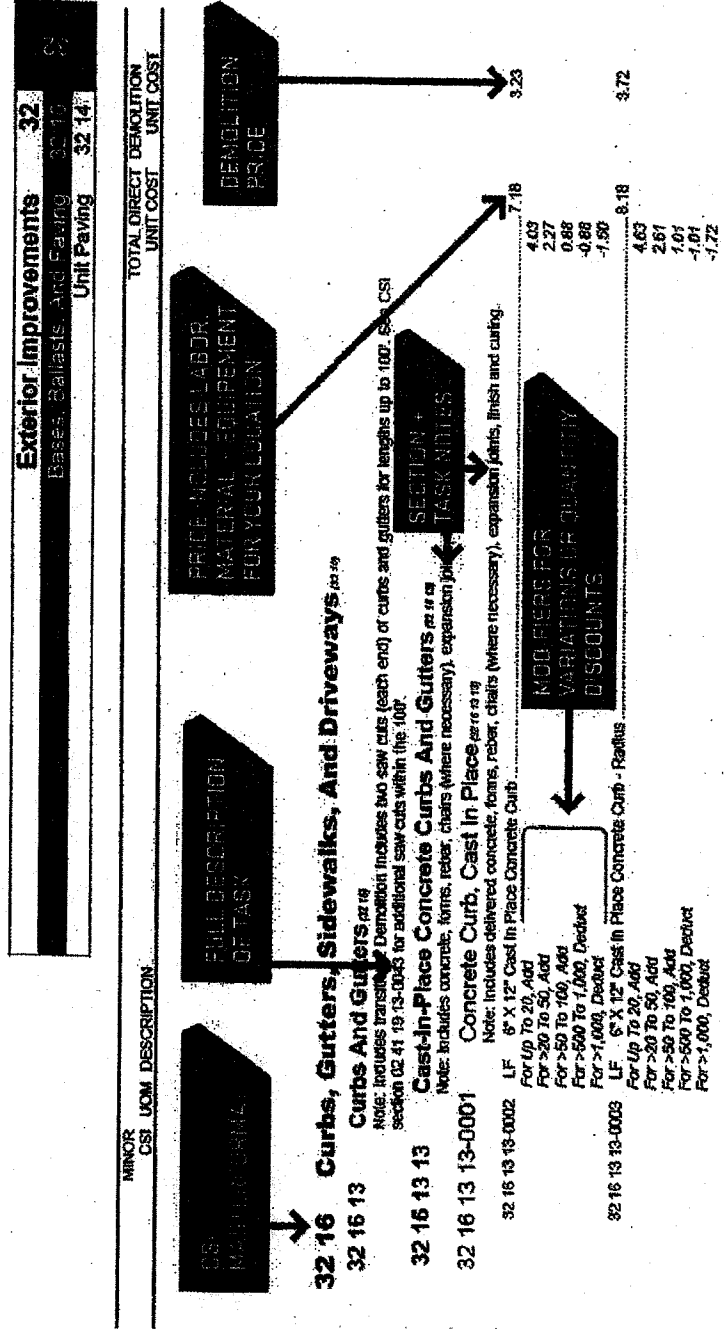 Exterior Improvements 32
Bases, Ballasts, And Paving 32 10
Unit Paving 32 14
MINOR
CSI UOM DESCRIPTION
TOTAL DIRECT DEMOLITION
UNIT COST UNIT COST
FULL DESCRIPTION
OF TASK
PRICE INCLUDES LABOR,
MATERIAL + EQUIPEMENT
FOR YOUR LOCATION
DEMOLITION
PRICE
32 16 Curbs, Gutters, Sidewalks, And Driveways
32 16 13 Curbs And Gutters
Note: Includes Demolition includes two saw cuts (each end) of curbs and gutters for lengths up to 100'. See CSI
section 02 41 19 13-0043 for additional saw cuts within the 100'.
SECTION +
TASK NOTES
32 16 13 13 Cast-In-Place Concrete Curbs And Gutters
Note: Includes concrete, forms, rebar, chairs (where necessary), expansion
32 16 13 13-0001 Concrete Curb, Cast In Place
Note: Includes delivered concrete, forms, rebar, chairs (where necessary), expansion joints, finish and curing.
32 16 13 13-0002 LF 6" X 12" Cast In Place Concrete Curb 7.18 3.23
For Up To 20, Add 4.03
For >20 To 50, Add 2.27
For >50 To 100, Add 0.88
For >500 To 1,000, Deduct -0.88
For >1,000, Deduct -1.50
MODIFIERS FOR
VARIATIONS OR QUANTITY
DISCOUNTS
32 16 13 13-0003 LF 6" X 12" Cast In Place Concrete Curb - Radius 8.18 3.72
For Up To 20, Add 4.63
For >20 To 50, Add 2.61
For >50 To 100, Add 1.01
For >500 To 1,000, Deduct -1.01
For >1,000, Deduct -1.72